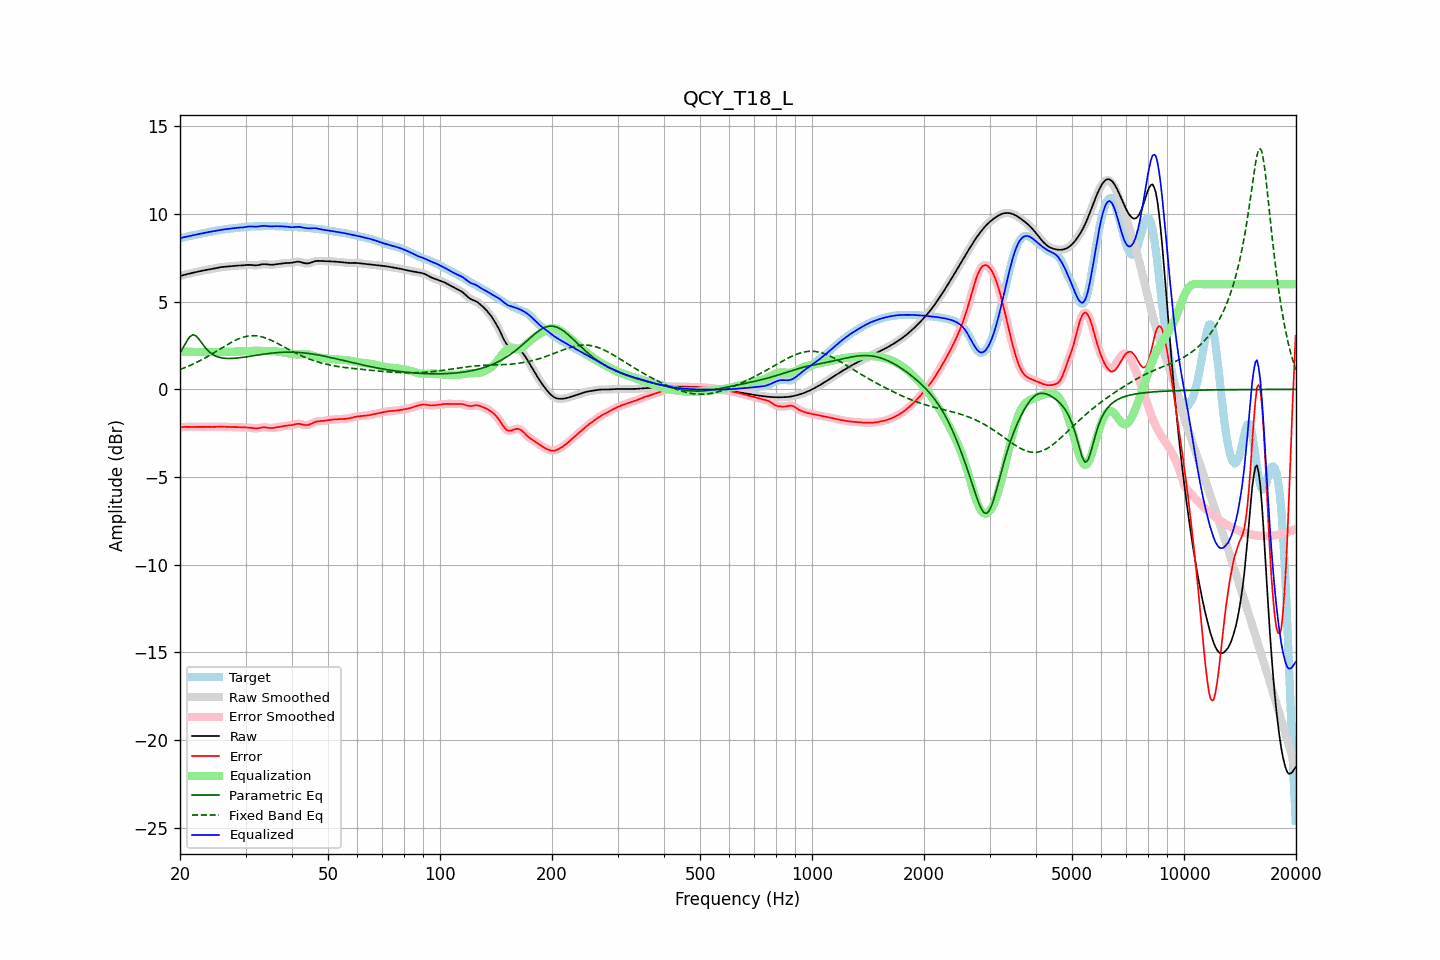 QCY_T18_L
15
10
5
0
−5
−10
−15
−20
−25
Amplitude (dBr)
Target
Raw Smoothed
Error Smoothed
Raw
Error
Equalization
Parametric Eq
Fixed Band Eq
Equalized
20 50 100 200 500 1000 2000 5000 10000 20000
Frequency (Hz)